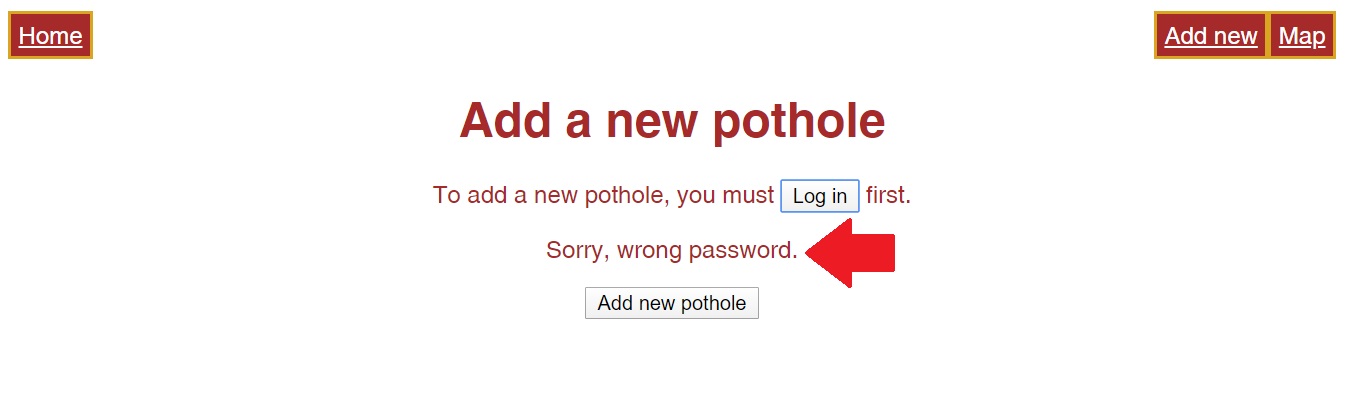 Home
Add new
Map
Add a new pothole
To add a new pothole, you must Log in first.
Sorry, wrong password.
Add new pothole